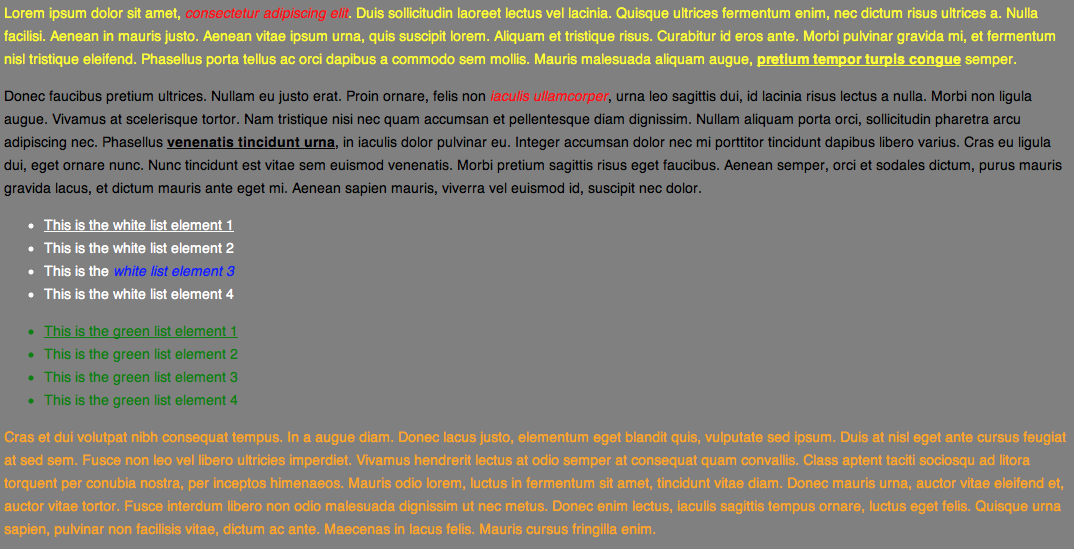 Lorem ipsum dolor sit amet, consectetur adipiscing elit. Duis sollicitudin laoreet lectus vel lacinia. Quisque ultrices fermentum enim, nec dictum risus ultrices a. Nulla
facilisi. Aenean in mauris justo. Aenean vitae ipsum urna, quis suscipit lorem. Aliquam et tristique risus. Curabitur id eros ante. Morbi pulvinar gravida mi, et fermentum
nisl tristique eleifend. Phasellus porta tellus ac orci dapibus a commodo sem mollis. Mauris malesuada aliquam augue, pretium tempor turpis congue semper.
Donec faucibus pretium ultrices. Nullam eu justo erat. Proin ornare, felis non iaculis ullamcorper, urna leo sagittis dui, id lacinia risus lectus a nulla. Morbi non ligula
augue. Vivamus at scelerisque tortor. Nam tristique nisi nec quam accumsan et pellentesque diam dignissim. Nullam aliquam porta orci, sollicitudin pharetra arcu
adipiscing nec. Phasellus venenatis tincidunt urna, in iaculis dolor pulvinar eu. Integer accumsan dolor nec mi porttitor tincidunt dapibus libero varius. Cras eu ligula
dui, eget ornare nunc. Nunc tincidunt est vitae sem euismod venenatis. Morbi pretium sagittis risus eget faucibus. Aenean semper, orci et sodales dictum, purus mauris
gravida lacus, et dictum mauris ante eget mi. Aenean sapien mauris, viverra vel euismod id, suscipit nec dolor.
• This is the white list element 1
• This is the white list element 2
• This is the white list element 3
• This is the white list element 4
• This is the green list element 1
• This is the green list element 2
• This is the green list element 3
• This is the green list element 4
Cras et dui volutpat nibh consequat tempus. In a augue diam. Donec lacus justo, elementum eget blandit quis, vulputate sed ipsum. Duis at nisl eget ante cursus feugiat
at sed sem. Fusce non leo vel libero ultricies imperdiet. Vivamus hendrerit lectus at odio semper at consequat quam convallis. Class aptent taciti sociosqu ad litora
torquent per conubia nostra, per inceptos himenaeos. Mauris odio lorem, luctus in fermentum sit amet, tincidunt vitae diam. Donec mauris urna, auctor vitae eleifend et,
auctor vitae tortor. Fusce interdum libero non odio malesuada dignissim ut nec metus. Donec enim lectus, iaculis sagittis tempus ornare, luctus eget felis. Quisque urna
sapien, pulvinar non facilisis vitae, dictum ac ante. Maecenas in lacus felis. Mauris cursus fringilla enim.